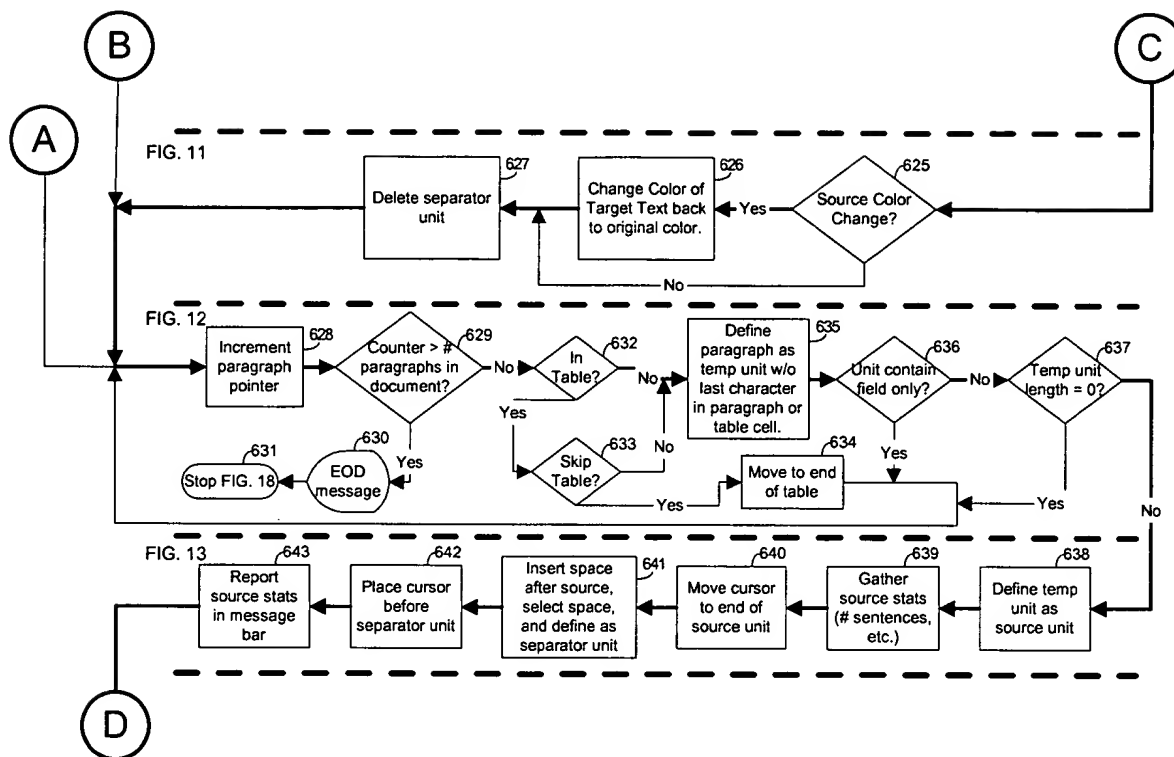 B
C
A
FIG. 11
627
Delete separator
unit
626
Change Color of
Target Text back
to original color.
Yes
625
Source Color
Change?
No
FIG. 12
628
Increment
paragraph
pointer
629
Counter > #
paragraphs in
document?
No
632
In
Table?
No
635
Define
paragraph as
temp unit w/o
last character
in paragraph or
table cell.
636
Unit contain
field only?
No
637
Temp unit
length = 0?
Yes
633
Skip
Table?
No
Yes
634
Move to end
of table
Yes
Yes
No
631
Stop FIG. 18
630
EOD
message
Yes
FIG. 13
643
Report
source stats
in message
bar
642
Place cursor
before
separator unit
641
Insert space
after source,
select space,
and define as
separator unit
640
Move cursor
to end of
source unit
639
Gather
source stats
(# sentences,
etc.)
638
Define temp
unit as
source unit
D